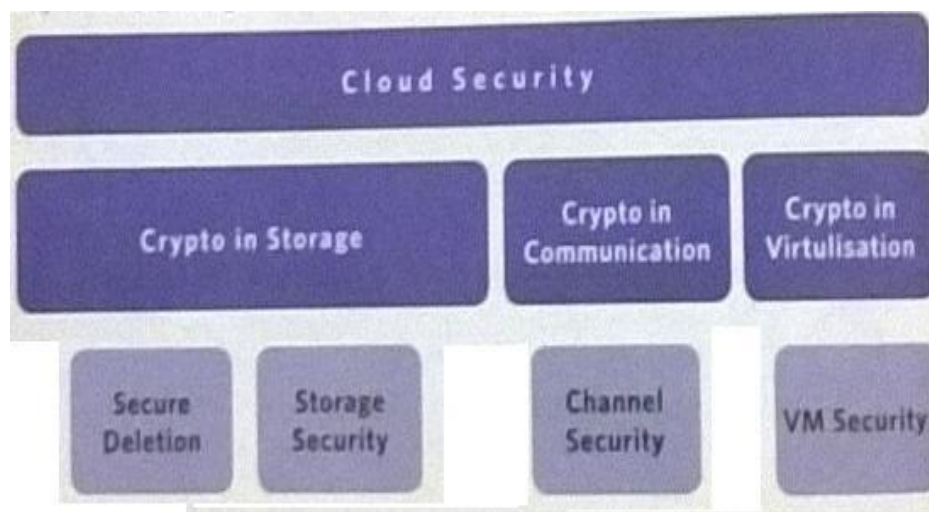 Cloud Security
Crypto in Storage
Crypto in
Communication
Crypto in
Virtulisation
Secure
Deletion
Storage
Security
Channel
Security
VM Security